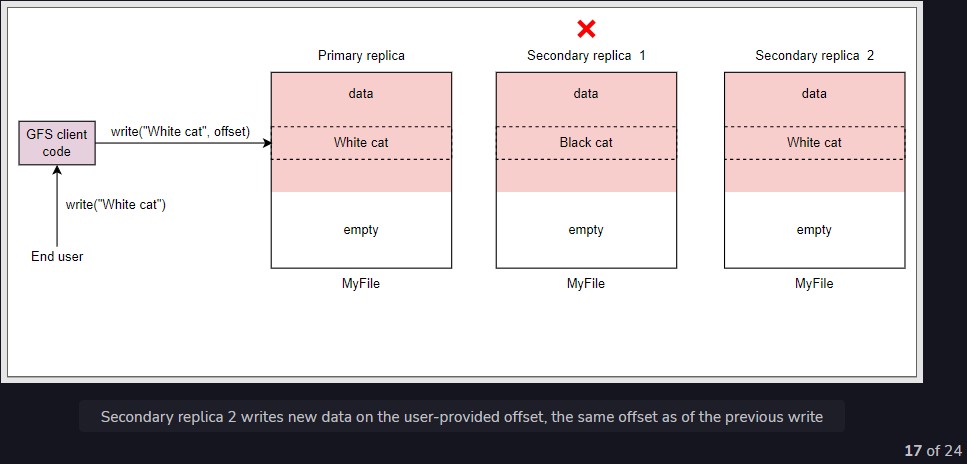 Primary replica
Secondary replica 1
Secondary replica 2
data
data
data
GFS client
code
write("White cat", offset)
White cat
Black cat
White cat
write("White cat")
empty
empty
empty
End user
MyFile
MyFile
MyFile
Secondary replica 2 writes new data on the user-provided offset, the same offset as of the previous write
17 of 24